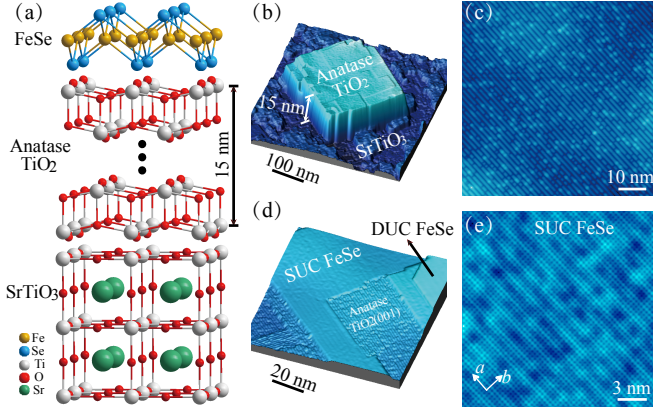 (a)
FeSe
Anatase
TiO2
15 nm
SrTiO3
Fe
Se
Ti
O
Sr
(b)
Anatase
TiO2
15 nm
SrTiO3
100 nm
(c)
10 nm
(d)
DUC FeSe
SUC FeSe
Anatase
TiO2(001)
20 nm
(e)
SUC FeSe
a
b
3 nm